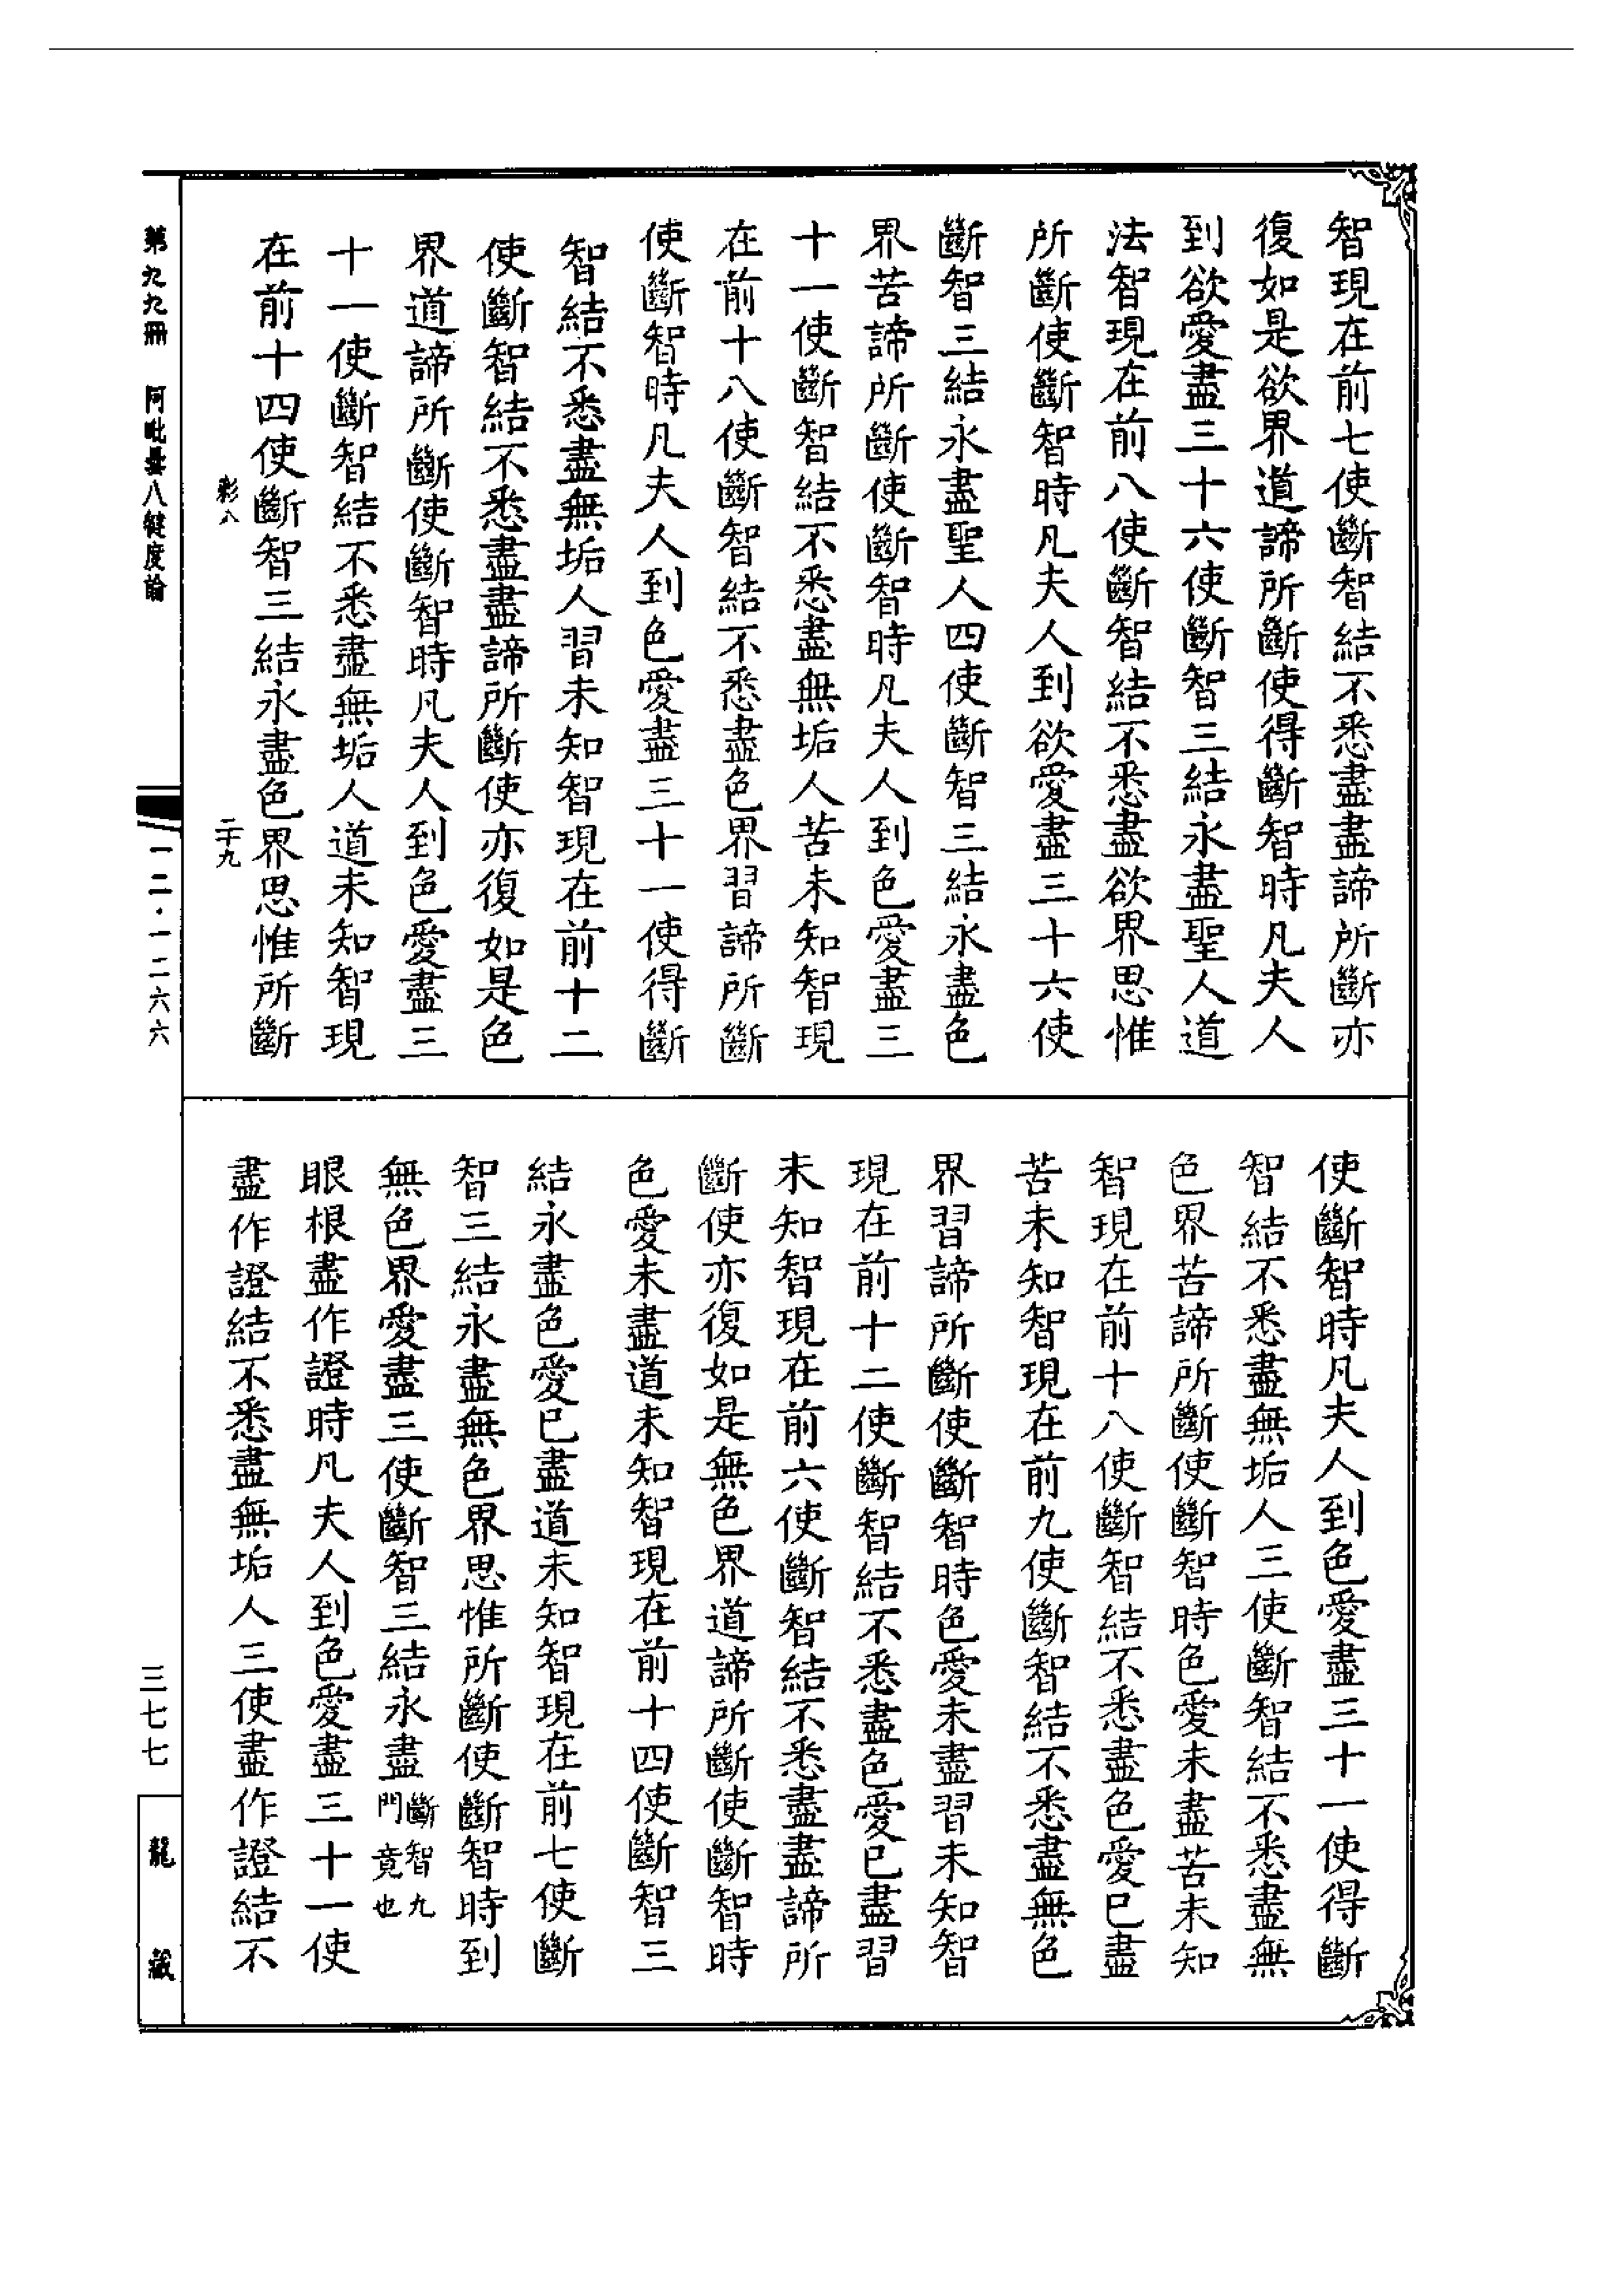 智現在前七使斷智結不悉盡盡諦所斷亦
復如是欲界道諦所斷使得斷智時凡夫人
到欲愛盡三十六使斷智三結永盡聖人道
法智現在前八使斷智結不悉盡欲界思惟
所斷使斷智時凡夫人到欲愛盡三十六使
斷智三結永盡聖人四使斷智三結永盡色
界苦諦所斷使斷智時凡夫人到色愛盡三
十一使斷智結不悉盡無垢人苦未知智現
在前十八使斷智結不悉盡色界習諦所斷
使斷智時凡夫人到色愛盡三十一使得斷
智結不悉盡無垢人習未知智現在前十二
使斷智結不悉盡盡諦所斷使亦復如是色
界道諦所斷使斷智時凡夫人到色愛盡三
十一使斷智結不悉盡無垢人道未知智現
在前十四使斷智三結永盡色界思惟所斷
彩八 二十九
使斷智時凡夫人到色愛盡三十一使得斷
智結不悉盡無垢人三使斷智結不悉盡無
色界苦諦所斷使斷智時色愛未盡苦未知
智現在前十八使斷智結不悉盡色愛已盡
苦未知智現在前九使斷智結不悉盡無色
界習諦所斷使斷智時色愛未盡習未知智
現在前十二使斷智結不悉盡色愛已盡習
未知智現在前六使斷智結不悉盡盡諦所
斷使亦復如是無色界道諦所斷使斷智時
色愛未盡道未知智現在前十四使斷智三
結永盡色愛已盡道未知智現在前七使斷
智三結永盡無色界思惟所斷使斷智時到
無色界愛盡三使斷智三結永盡斷智九門竟也
眼根盡作證時凡夫人到色愛盡三十一使
盡作證結不悉盡無垢人三使盡作證結不
第九九冊 阿毗曇八犍度論
一二·一二六六
三七七
龍藏